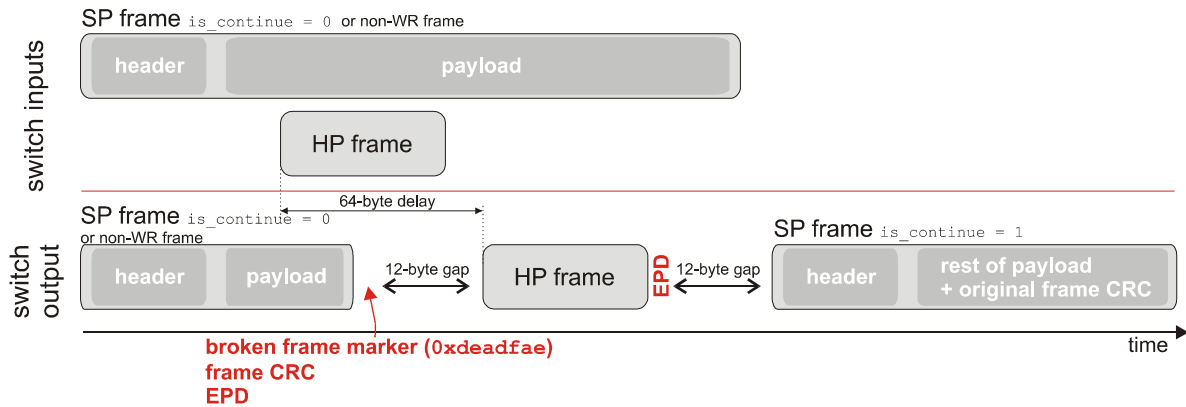 SP frame is_continue = 0 or non-WR frame
switch inputs
header
payload
HP frame
64-byte delay
SP frame is_continue = 0
or non-WR frame
SP frame is_continue = 1
switch
output
header
payload
12-byte gap
HP frame
EPD
12-byte gap
header
rest of payload
+ original frame CRC
broken frame marker (0xdeadfae)
frame CRC
EPD
time